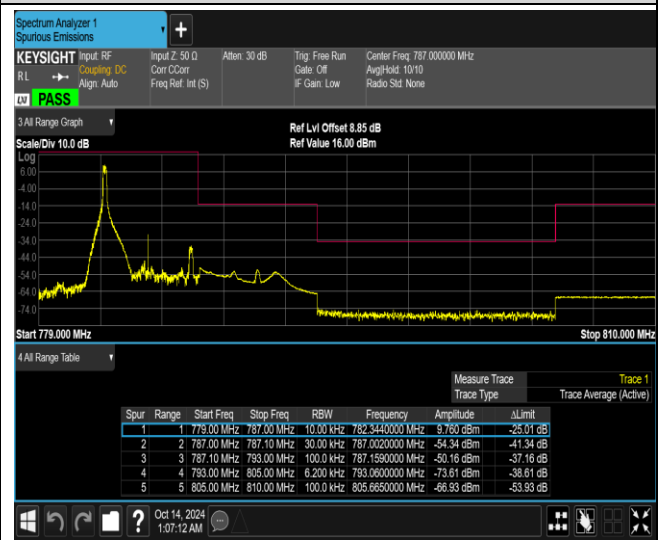 Spectrum Analyzer 1
Spurious Emissions
+
KEYSIGHT Input: RF Input Z: 50 Ω Atten: 30 dB Trig: Free Run Center Freq: 787.000000 MHz
RL Coupling: DC Corr CCorr Gate: Off Avg|Hold: 10/10
Align: Auto Freq Ref: Int (S) IF Gain: Low Radio Std: None
LXI PASS
3 All Range Graph
Ref Lvl Offset 8.85 dB
Scale/Div 10.0 dB Ref Value 16.00 dBm
Log
6.00
-4.00
-14.0
-24.0
-34.0
-44.0
-54.0
-64.0
-74.0
Start 779.000 MHz Stop 810.000 MHz
4 All Range Table
Measure Trace Trace 1
Trace Type Trace Average (Active)
Spur Range Start Freq Stop Freq RBW Frequency Amplitude ΔLimit
1 1 779.00 MHz 787.00 MHz 10.00 kHz 782.3440000 MHz 9.760 dBm -25.01 dB
2 2 787.00 MHz 787.10 MHz 30.00 kHz 787.0020000 MHz -54.34 dBm -41.34 dB
3 3 787.10 MHz 793.00 MHz 100.0 kHz 787.1590000 MHz -50.16 dBm -37.16 dB
4 4 793.00 MHz 805.00 MHz 6.200 kHz 793.0600000 MHz -73.61 dBm -38.61 dB
5 5 805.00 MHz 810.00 MHz 100.0 kHz 805.6650000 MHz -66.93 dBm -53.93 dB
? Oct 14, 2024
1:07:12 AM